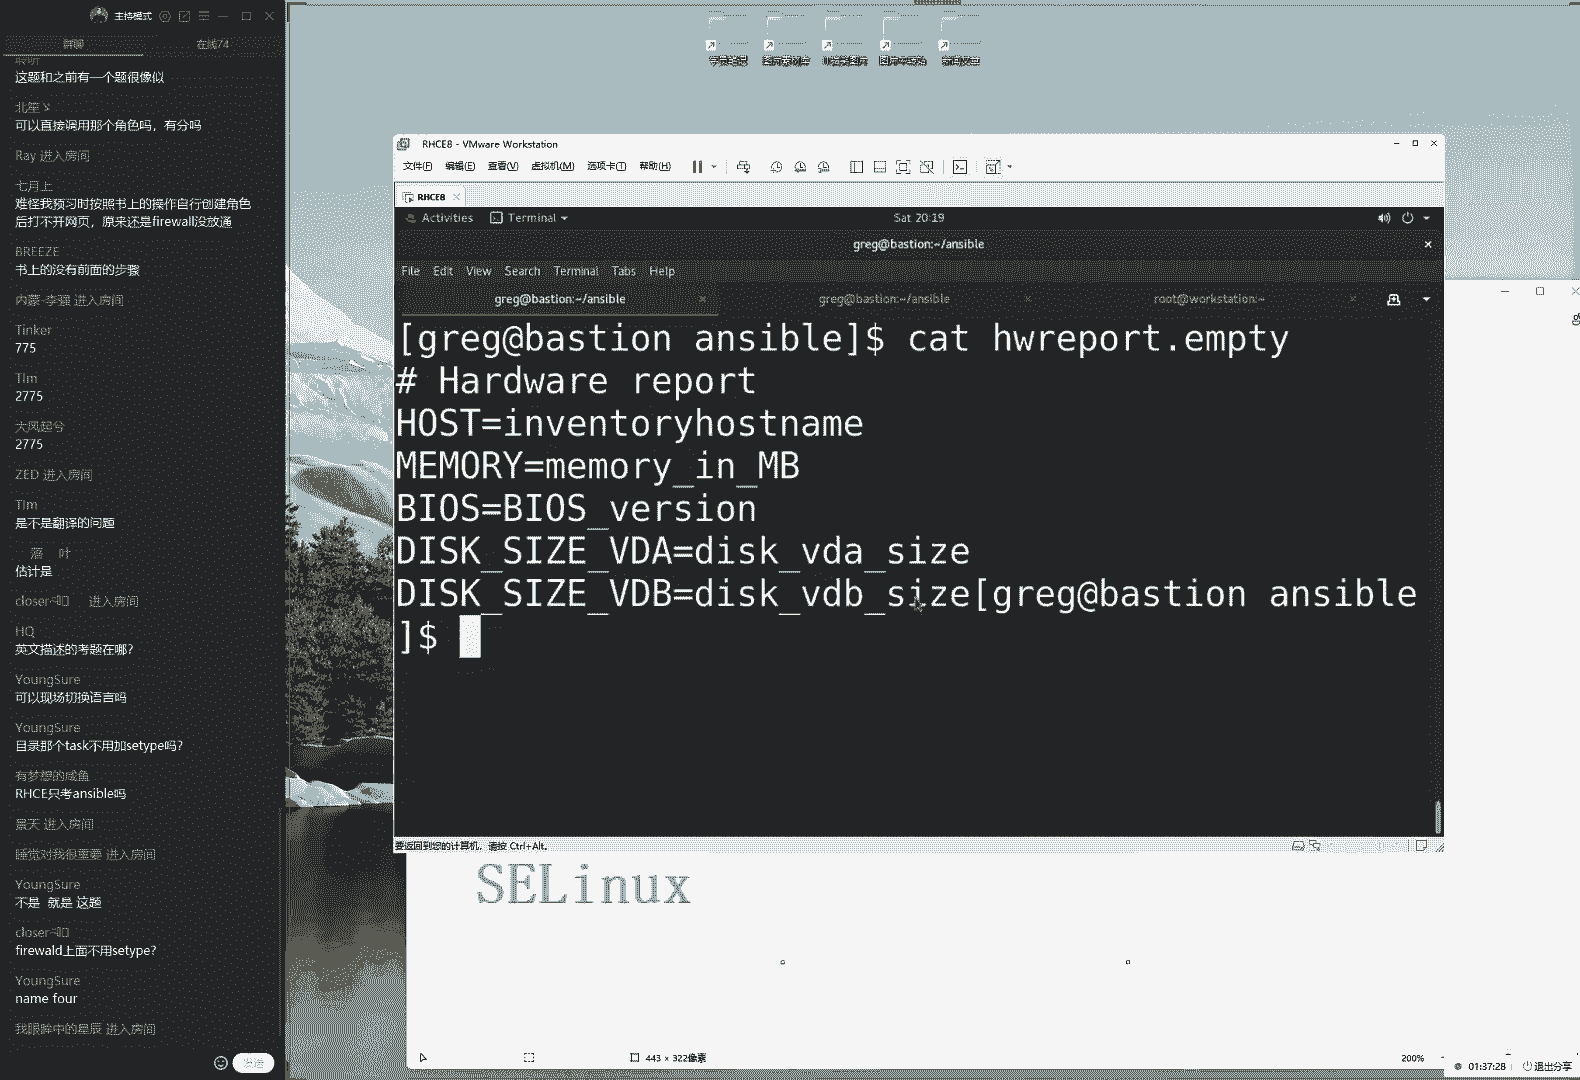 主持模式
群聊
在线74
这题和之前有一个题很像似
北笙
可以直接调用那个角色吗，有分吗
Ray 进入房间
七月上
难怪我预习时按照书上的操作自行创建角色
后打不开网页，原来还是firewall没放通
BREEZE
书上的没有前面的步骤
内蒙-李强 进入房间
Tinker
775
TIm
2775
大凤起兮
2775
ZED 进入房间
TIm
是不是翻译的问题
落 叶
估计是
closer 进入房间
HQ
英文描述的考题在哪?
YoungSure
可以现场切换语言吗
YoungSure
目录那个task不用加setype吗?
有梦想的咸鱼
RHCE只考ansible吗
景天 进入房间
睡觉对我很重要 进入房间
YoungSure
不是 就是 这题
closer
firewald上面不用setype?
YoungSure
name four
我眼眸中的星辰 进入房间
发送
RHCE8 - VMware Workstation
文件(F) 编辑(E) 查看(V) 虚拟机(M) 选项卡(T) 帮助(H)
RHCE8
Activities Terminal Sat 20:19
greg@bastion:~/ansible
File Edit View Search Terminal Tabs Help
greg@bastion:~/ansible greg@bastion:~/ansible root@workstation:~
[greg@bastion ansible]$ cat hwreport.empty
# Hardware report
HOST=inventoryhostname
MEMORY=memory_in_MB
BIOS=BIOS_version
DISK_SIZE_VDA=disk_vda_size
DISK_SIZE_VDB=disk_vdb_size[greg@bastion ansible
]$
要返回到您的计算机，请按 Ctrl+Alt。
SELinux
443 × 322像素
200%
01:37:28 退出分享